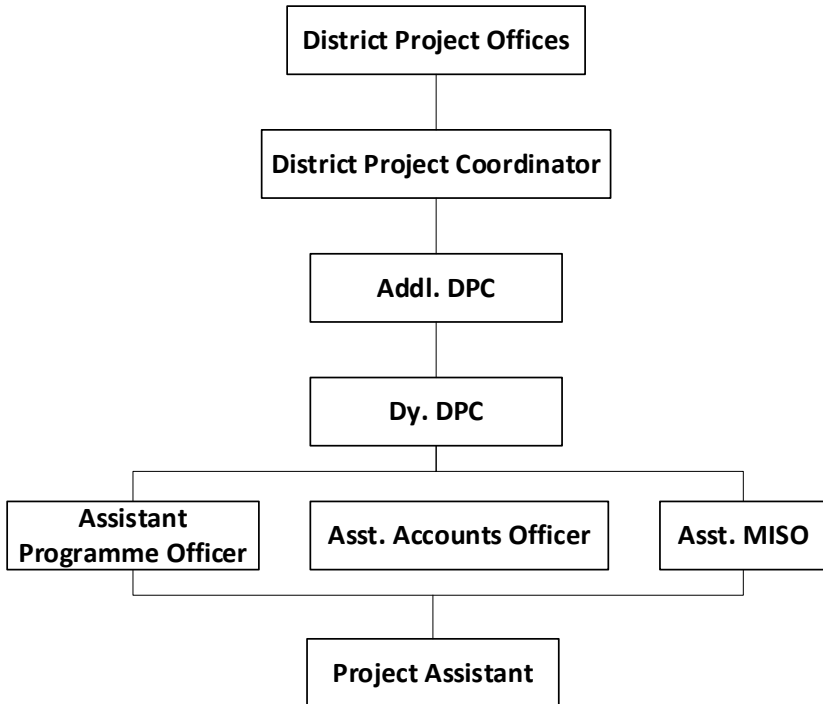 District Project Offices
District Project Coordinator
Addl. DPC
Dy. DPC
Assistant
Programme Officer
Asst. Accounts Officer
Asst. MISO
Project Assistant